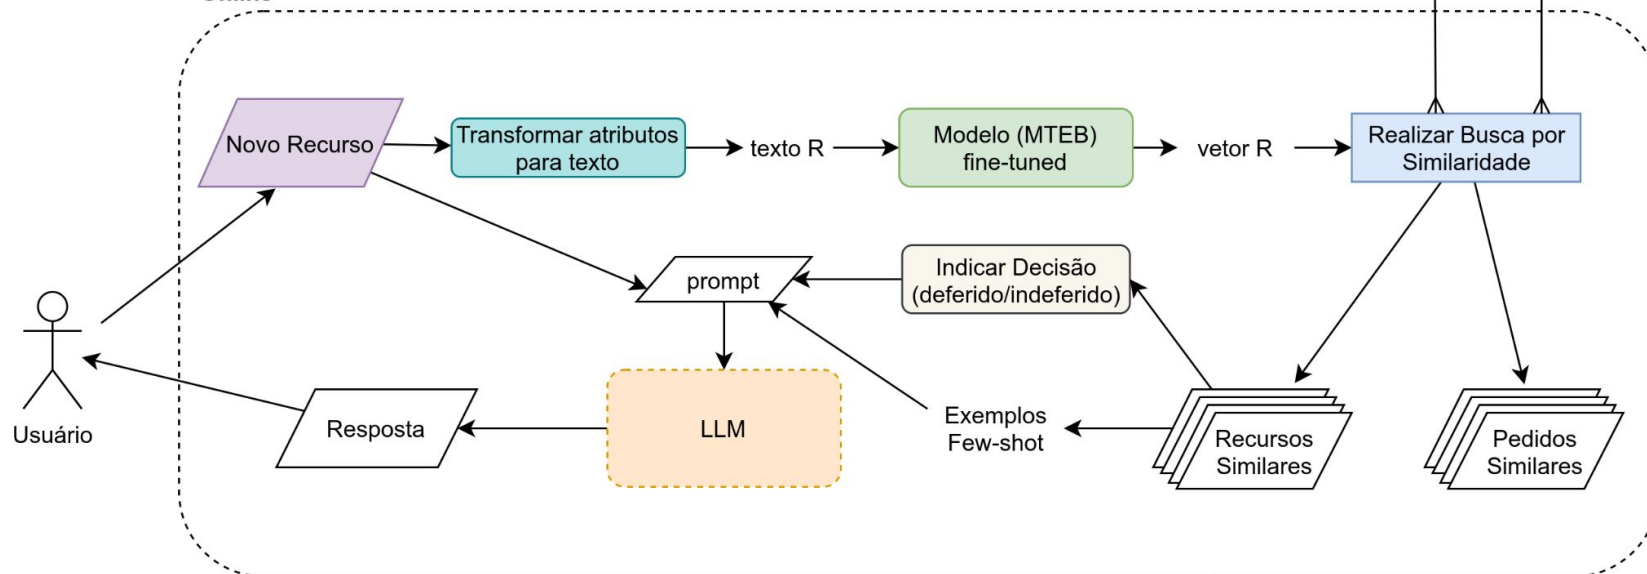 Novo Recurso
Transformar atributos
para texto
texto R
Modelo (MTEB)
fine-tuned
vetor R
Realizar Busca por
Similaridade
prompt
Indicar Decisão
(deferido/indeferido)
Usuário
Resposta
LLM
Exemplos
Few-shot
Recursos
Similares
Pedidos
Similares